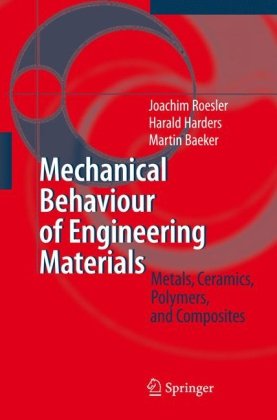 Joachim Roesler
Harald Harders
Martin Baeker
Mechanical
Behaviour
of Engineering
Materials
Metals, Ceramics,
Polymers,
and Composites
Springer